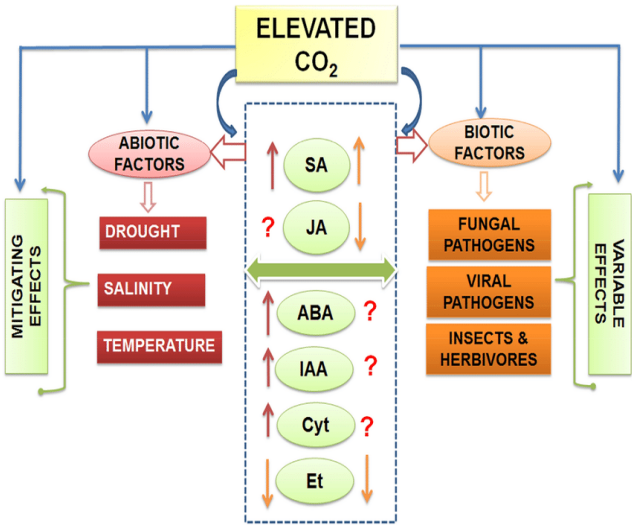 ELEVATED
CO₂
ABIOTIC
FACTORS
BIOTIC
FACTORS
SA
? JA
DROUGHT
SALINITY
TEMPERATURE
MITIGATING
EFFECTS
FUNGAL
PATHOGENS
VIRAL
PATHOGENS
INSECTS &
HERBIVORES
VARIABLE
EFFECTS
ABA ?
IAA ?
Cyt ?
Et